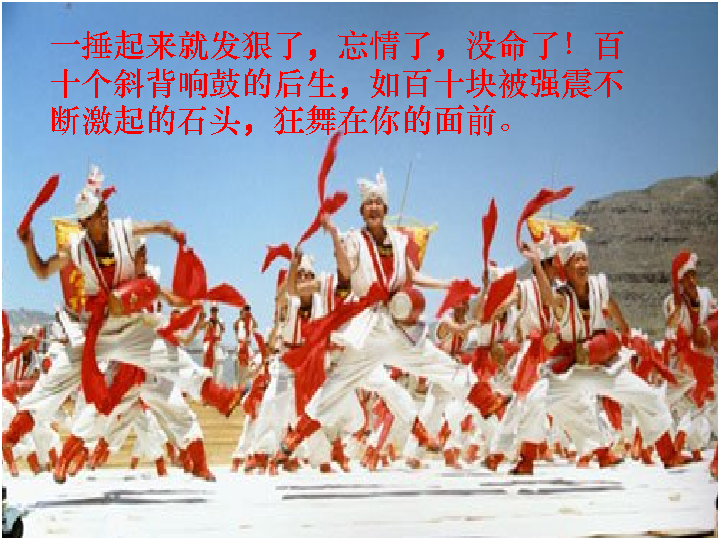 一捶起来就发狠了，忘情了，没命了！百
十个斜背响鼓的后生，如百十块被强震不
断激起的石头，狂舞在你的面前。